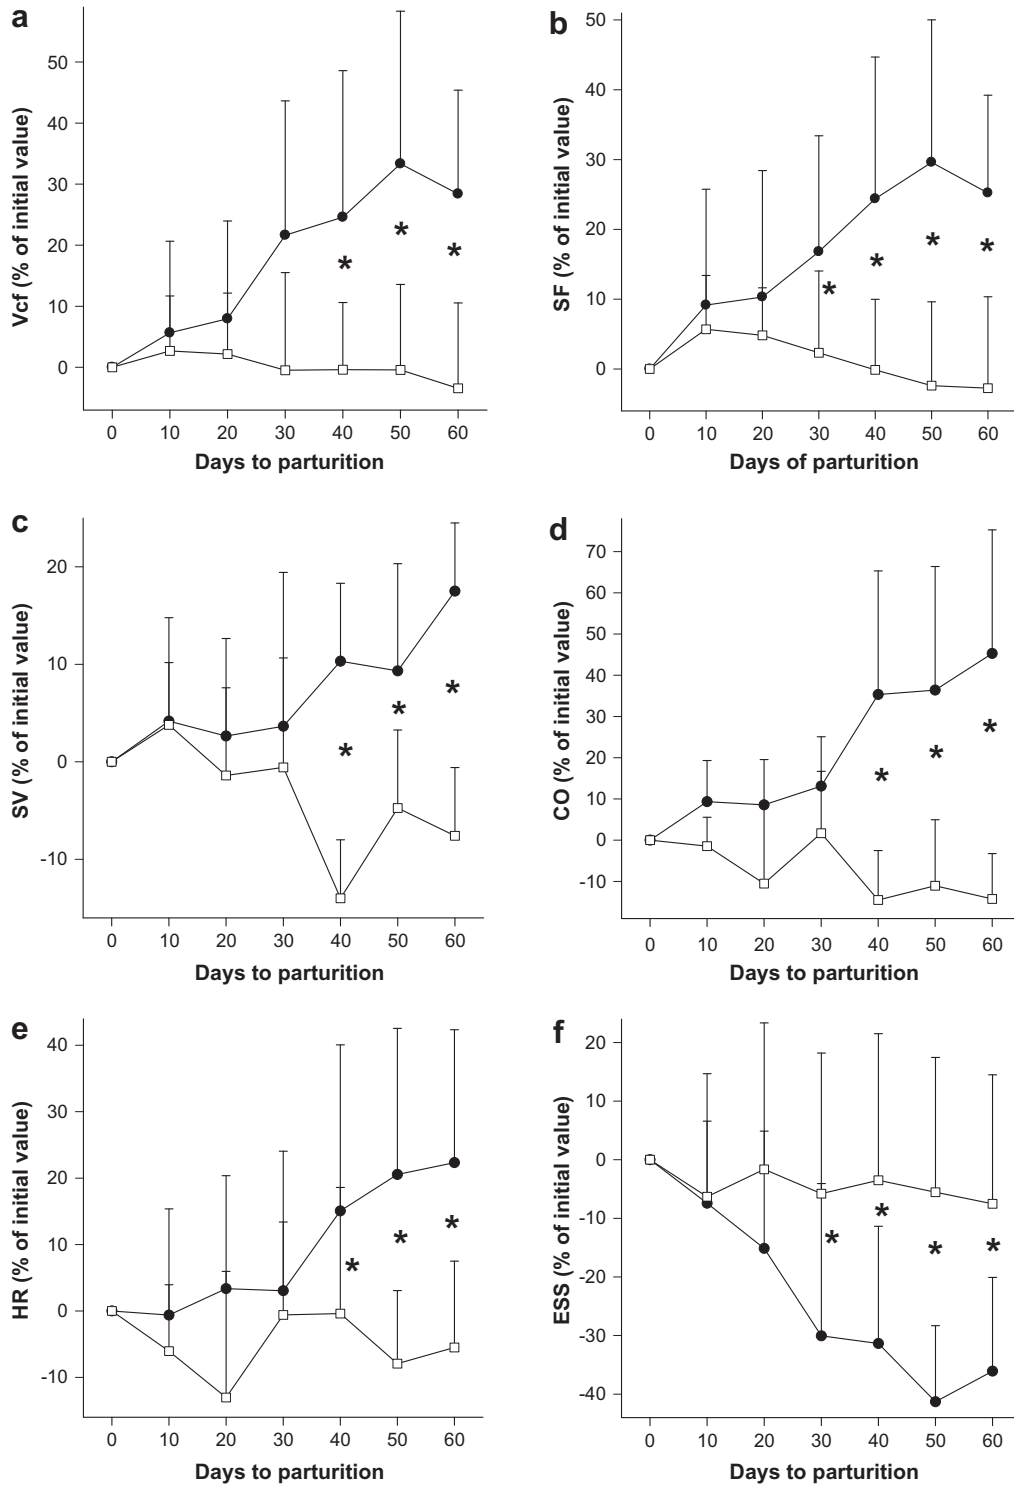 a
Vcf (% of initial value)
50
40
30
20
10
0
* * *
0 10 20 30 40 50 60
Days to parturition
b
SF (% of initial value)
50
40
30
20
10
0
* * * * *
0 10 20 30 40 50 60
Days of parturition
c
SV (% of initial value)
20
10
0
-10
* * *
0 10 20 30 40 50 60
Days to parturition
d
CO (% of initial value)
70
60
50
40
30
20
10
0
-10
* * *
0 10 20 30 40 50 60
Days to parturition
e
HR (% of initial value)
40
30
20
10
0
-10
* * *
0 10 20 30 40 50 60
Days to parturition
f
ESS (% of initial value)
20
10
0
-10
-20
-30
-40
* * * *
0 10 20 30 40 50 60
Days to parturition